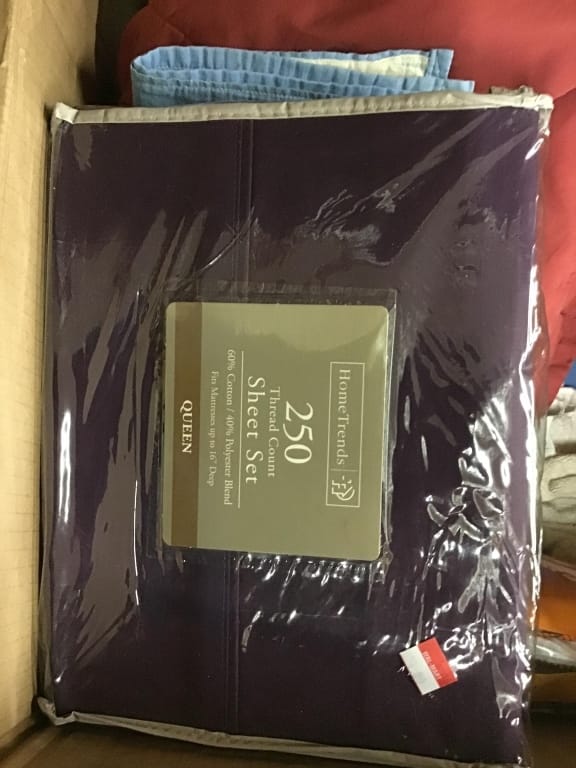 HomeTrends
250
Thread Count
Sheet Set
60% Cotton / 40% Polyester Blend
Fits Mattresses up to 16" Deep
QUEEN